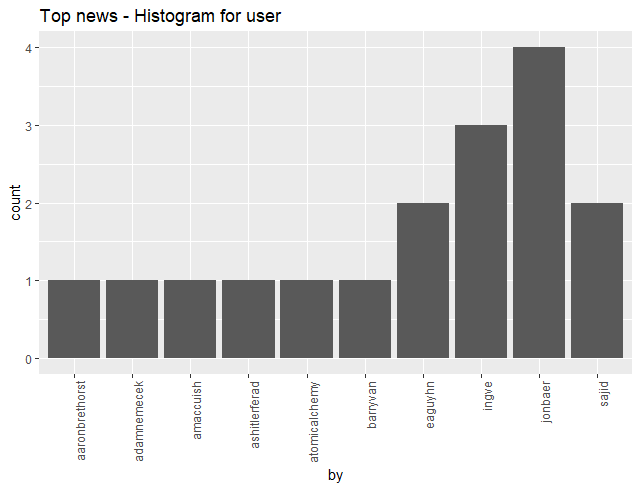 Top news - Histogram for user
4
3
2
1
0
count
aaronbrethorst
adamnemecek
amaccuish
ashitlerferad
atomicalchemy
barryvan
eaguyhn
ingve
jonbaer
sajid
by